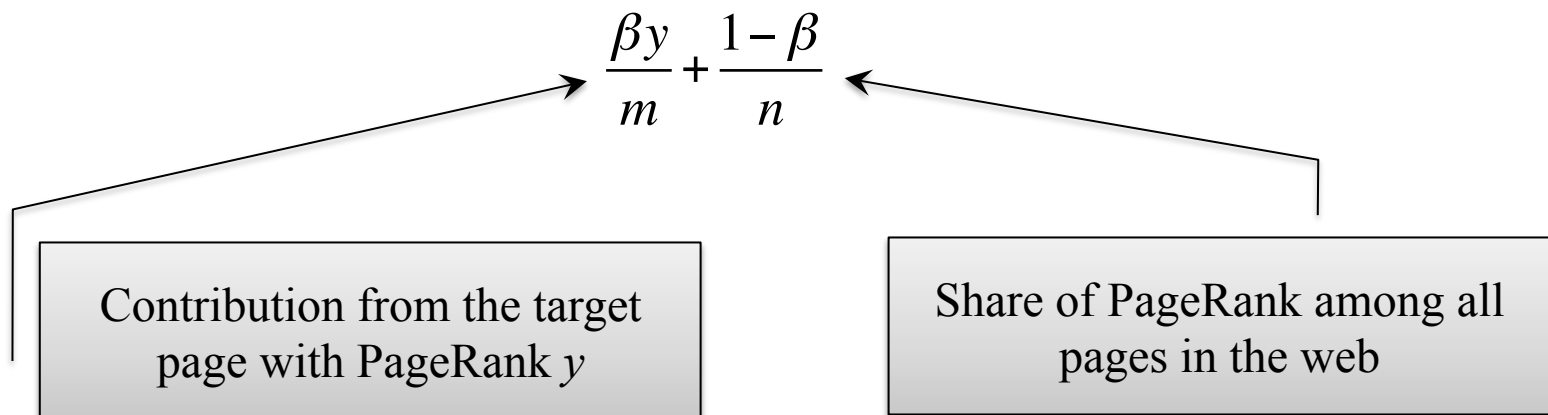 βy/m + 1 − β/n
Contribution from the target
page with PageRank y
Share of PageRank among all
pages in the web